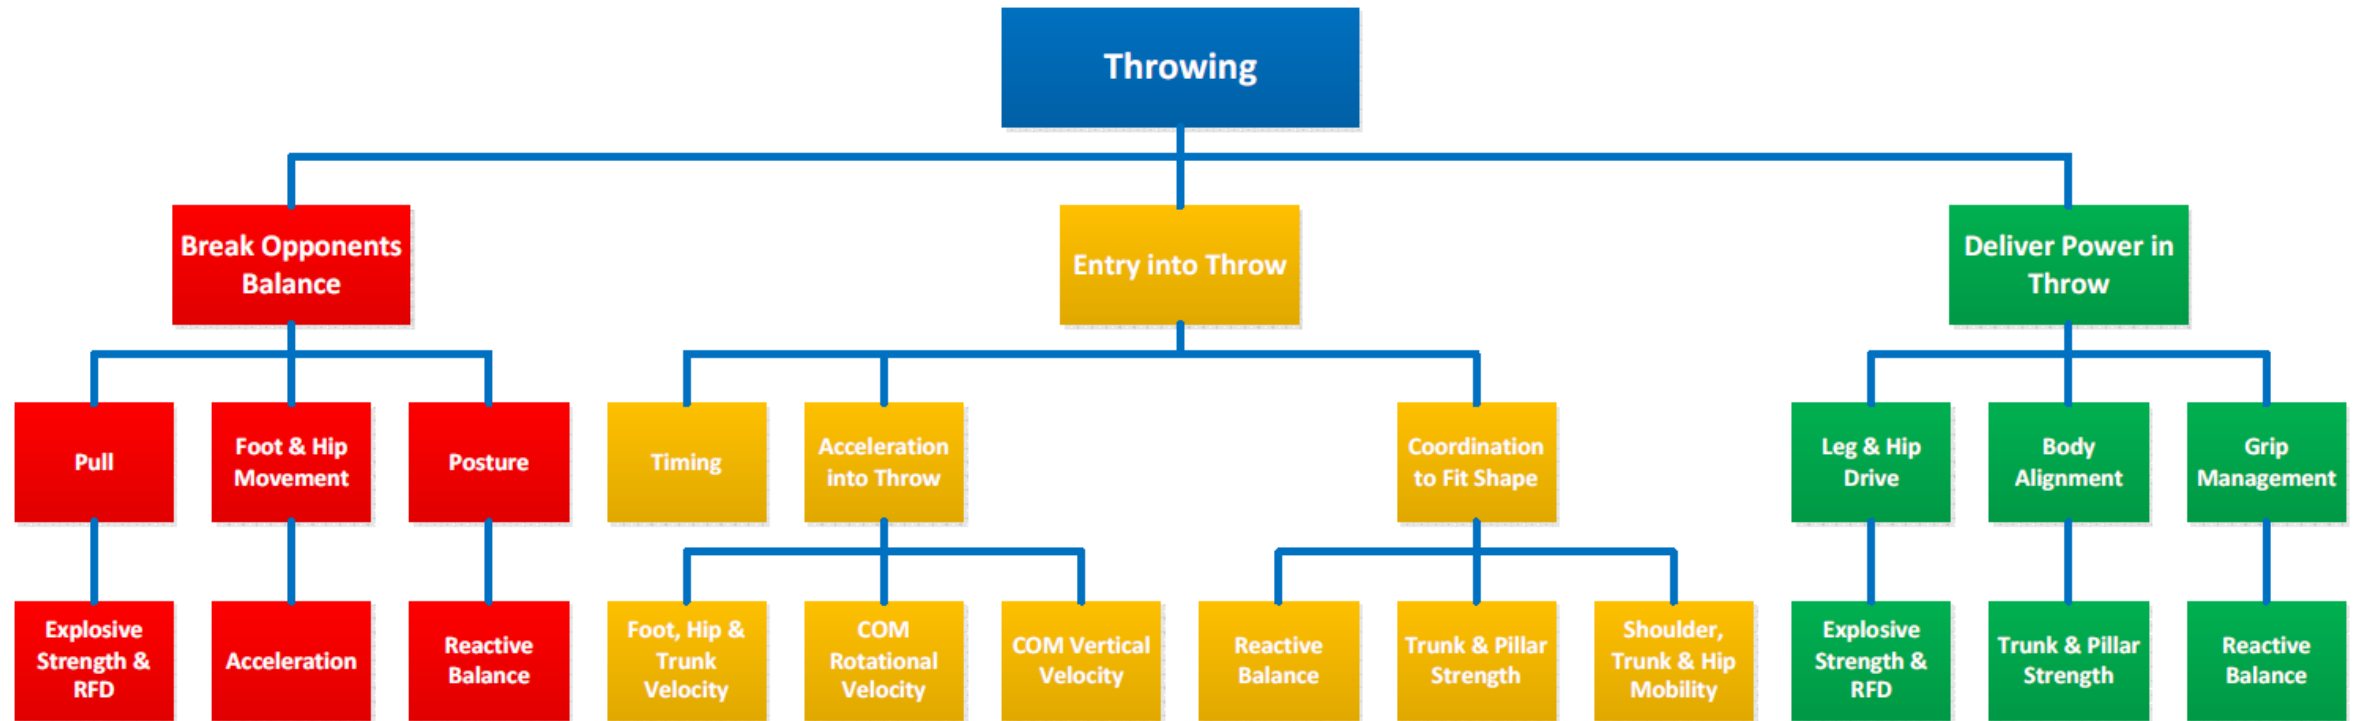 Throwing
Break Opponents
Balance
Entry into Throw
Deliver Power in
Throw
Pull
Foot & Hip
Movement
Posture
Timing
Acceleration
into Throw
Coordination
to Fit Shape
Leg & Hip
Drive
Body
Alignment
Grip
Management
Explosive
Strength &
RFD
Acceleration
Reactive
Balance
Foot, Hip &
Trunk
Velocity
COM
Rotational
Velocity
COM Vertical
Velocity
Reactive
Balance
Trunk & Pillar
Strength
Shoulder,
Trunk & Hip
Mobility
Explosive
Strength &
RFD
Trunk & Pillar
Strength
Reactive
Balance